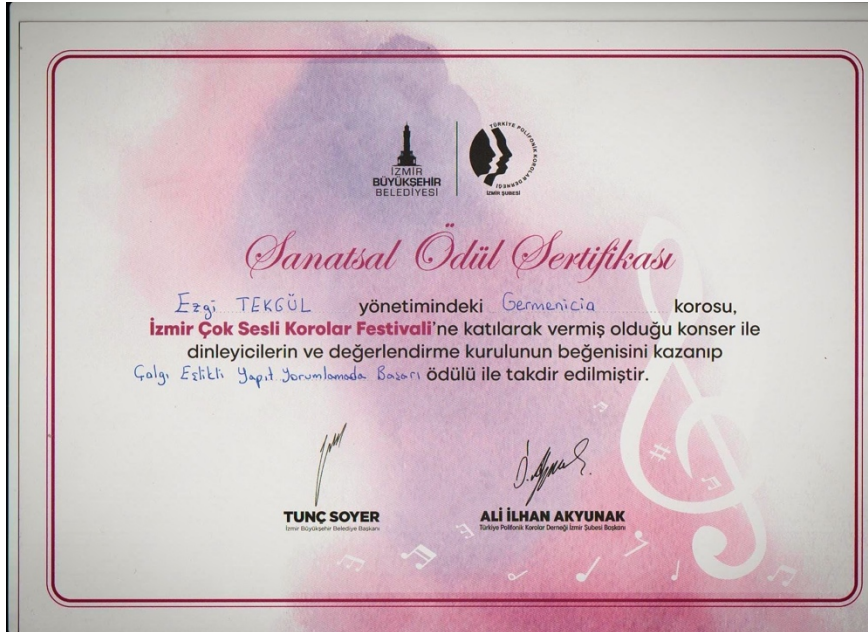 İZMİR
BÜYÜKŞEHİR
BELEDİYESİ
TÜRKİYE POLİFONİK KOROLAR DERNEĞİ
İZMİR ŞUBESİ
Sanatsal Ödül Sertifikası
Ezgi TEKGÜL yönetimindeki Germenicia korosu,
İzmir Çok Sesli Korolar Festivali'ne katılarak vermiş olduğu konser ile
dinleyicilerin ve değerlendirme kurulunun beğenisini kazanıp
Çalgı Eşlikli Yapıt Yorumlamada Başarı ödülü ile takdir edilmiştir.
TUNÇ SOYER
İzmir Büyükşehir Belediye Başkanı
ALİ İLHAN AKYUNAK
Türkiye Polifonik Korolar Derneği İzmir Şubesi Başkanı